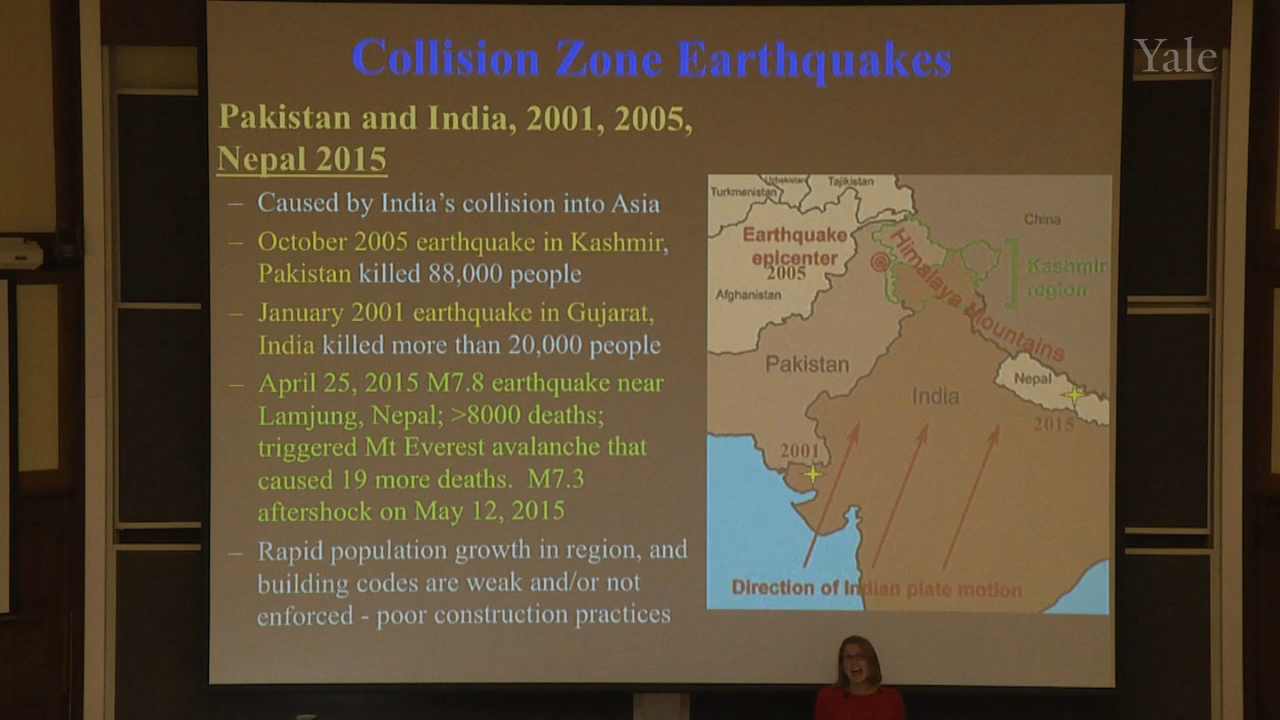 Collision Zone Earthquakes
Yale
Pakistan and India, 2001, 2005,
Nepal 2015
– Caused by India's collision into Asia
– October 2005 earthquake in Kashmir,
Pakistan killed 88,000 people
– January 2001 earthquake in Gujarat,
India killed more than 20,000 people
– April 25, 2015 M7.8 earthquake near
Lamjung, Nepal; >8000 deaths;
triggered Mt Everest avalanche that
caused 19 more deaths. M7.3
aftershock on May 12, 2015
– Rapid population growth in region, and
building codes are weak and/or not
enforced - poor construction practices
Uzbekistan
Tajikistan
Turkmenistan
China
Earthquake
epicenter
2005
Himalaya Mountains
Kashmir
region
Afghanistan
Pakistan
Nepal
India
2015
2001
Direction of Indian plate motion